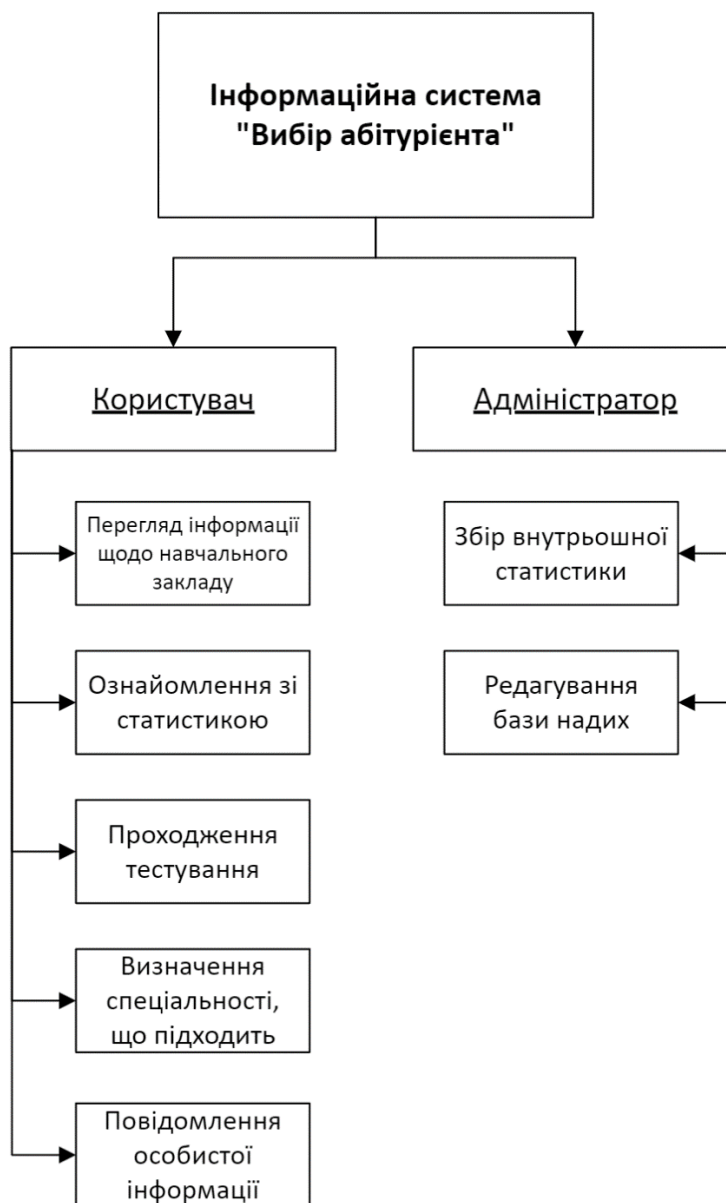 Інформаційна система
"Вибір абітурієнта"
Користувач
Адміністратор
Перегляд інформації
щодо навчального
закладу
Збір внутрьошної
статистики
Ознайомлення зі
статистикою
Редагування
бази надих
Проходження
тестування
Визначення
спеціальності,
що підходить
Повідомлення
особистої
інформації